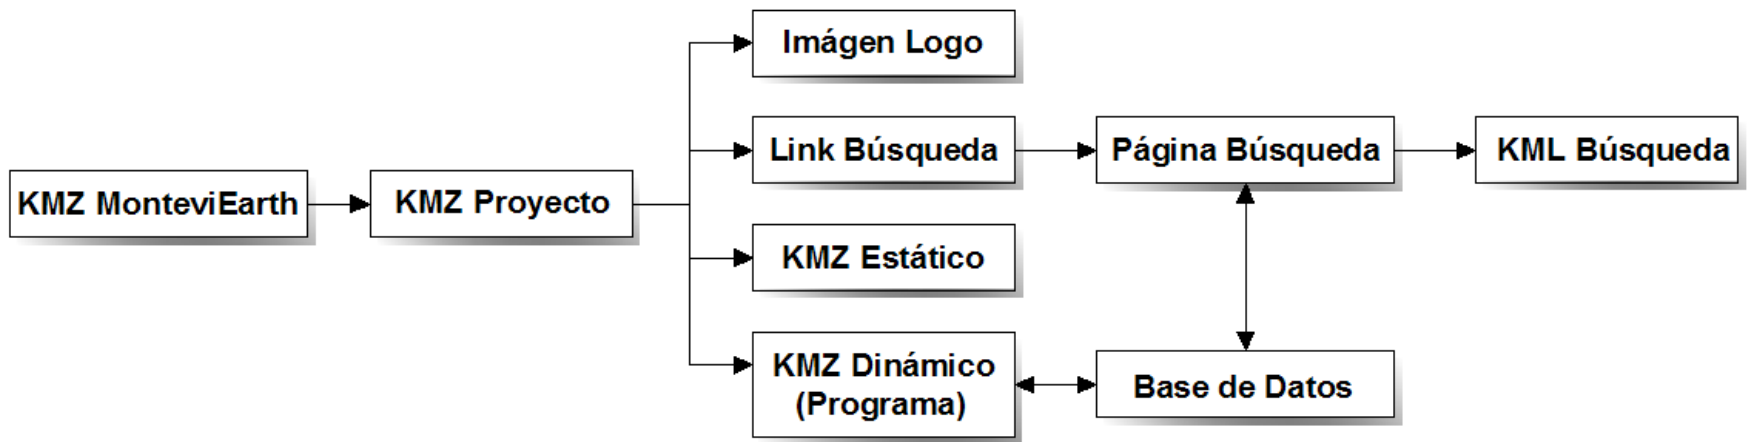 Imágen Logo
Link Búsqueda
Página Búsqueda
KML Búsqueda
KMZ MonteviEarth
KMZ Proyecto
KMZ Estático
KMZ Dinámico
(Programa)
Base de Datos